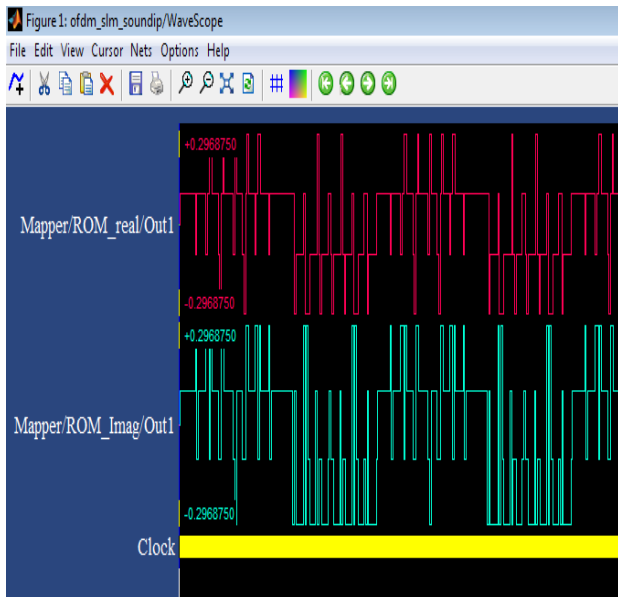 Figure 1: ofdm_slm_soundip/WaveScope
File Edit View Cursor Nets Options Help
+0.2968750
Mapper/ROM_real/Out1
-0.2968750
+0.2968750
Mapper/ROM_Imag/Out1
-0.2968750
Clock